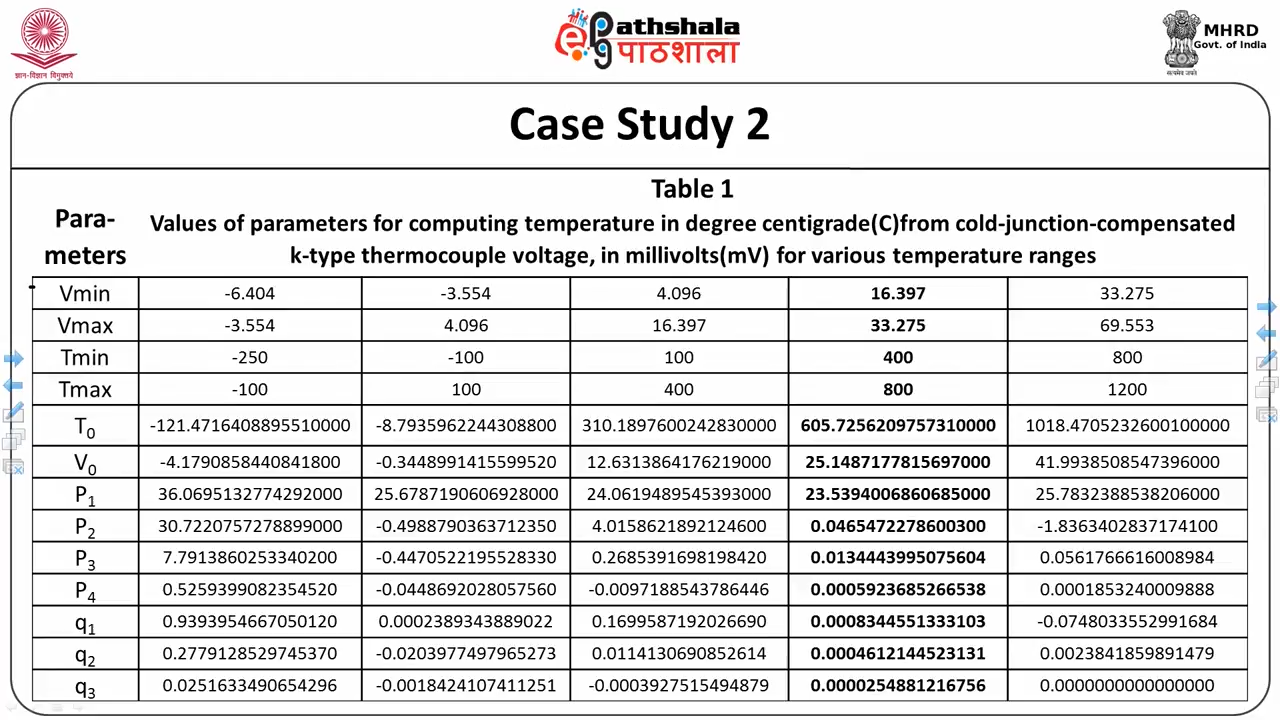 ज्ञान-विज्ञान विमुक्तये
ePG Pathshala
पाठशाला
MHRD
Govt. of India
सत्यमेव जयते
Case Study 2
Para-
meters
Table 1
Values of parameters for computing temperature in degree centigrade(C)from cold-junction-compensated
k-type thermocouple voltage, in millivolts(mV) for various temperature ranges
Vmin -6.404 -3.554 4.096 16.397 33.275
Vmax -3.554 4.096 16.397 33.275 69.553
Tmin -250 -100 100 400 800
Tmax -100 100 400 800 1200
T0 -121.4716408895510000 -8.7935962244308800 310.1897600242830000 605.7256209757310000 1018.4705232600100000
V0 -4.1790858440841800 -0.3448991415599520 12.6313864176219000 25.1487177815697000 41.9938508547396000
P1 36.0695132774292000 25.6787190606928000 24.0619489545393000 23.5394006860685000 25.7832388538206000
P2 30.7220757278899000 -0.4988790363712350 4.0158621892124600 0.0465472278600300 -1.8363402837174100
P3 7.7913860253340200 -0.4470522195528330 0.2685391698198420 0.0134443995075604 0.0561766616008984
P4 0.5259399082354520 -0.0448692028057560 -0.0097188543786446 0.0005923685266538 0.0001853240009888
q1 0.9393954667050120 0.0002389343889022 0.1699587192026690 0.0008344551333103 -0.0748033552991684
q2 0.2779128529745370 -0.0203977497965273 0.0114130690852614 0.0004612144523131 0.0023841859891479
q3 0.0251633490654296 -0.0018424107411251 -0.0003927515494879 0.0000254881216756 0.0000000000000000